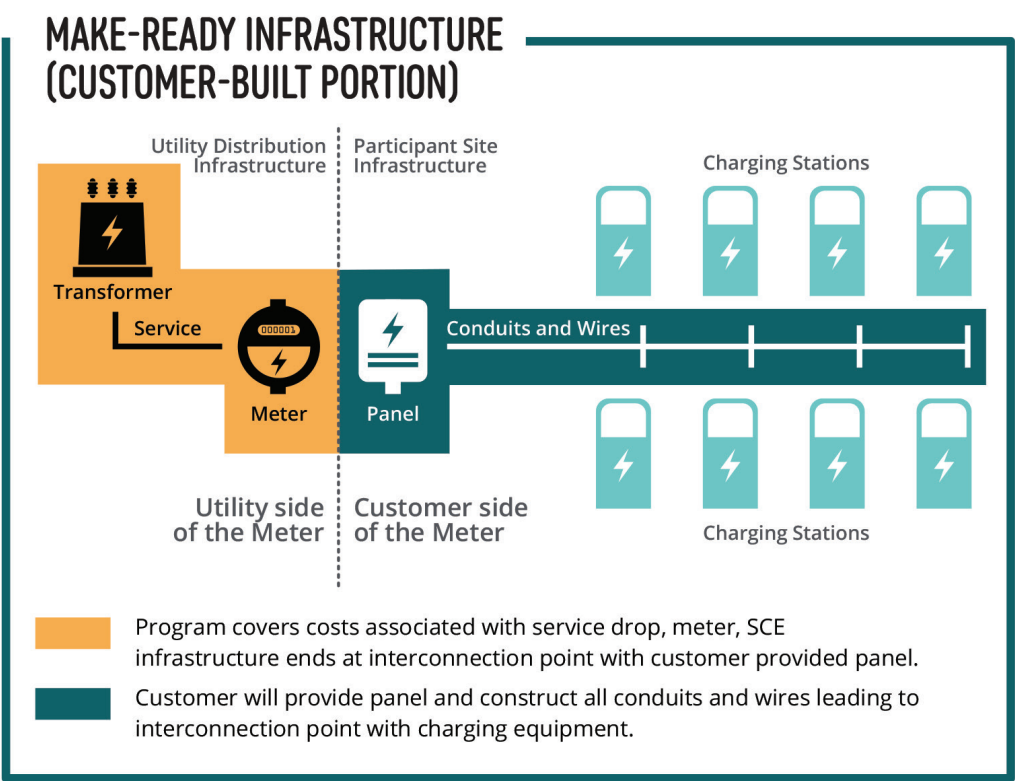 MAKE-READY INFRASTRUCTURE
(CUSTOMER-BUILT PORTION)
Utility Distribution
Infrastructure
Participant Site
Infrastructure
Charging Stations
Transformer
Service
000001
Meter
Panel
Conduits and Wires
Utility side
of the Meter
Customer side
of the Meter
Charging Stations
Program covers costs associated with service drop, meter, SCE
infrastructure ends at interconnection point with customer provided panel.
Customer will provide panel and construct all conduits and wires leading to
interconnection point with charging equipment.